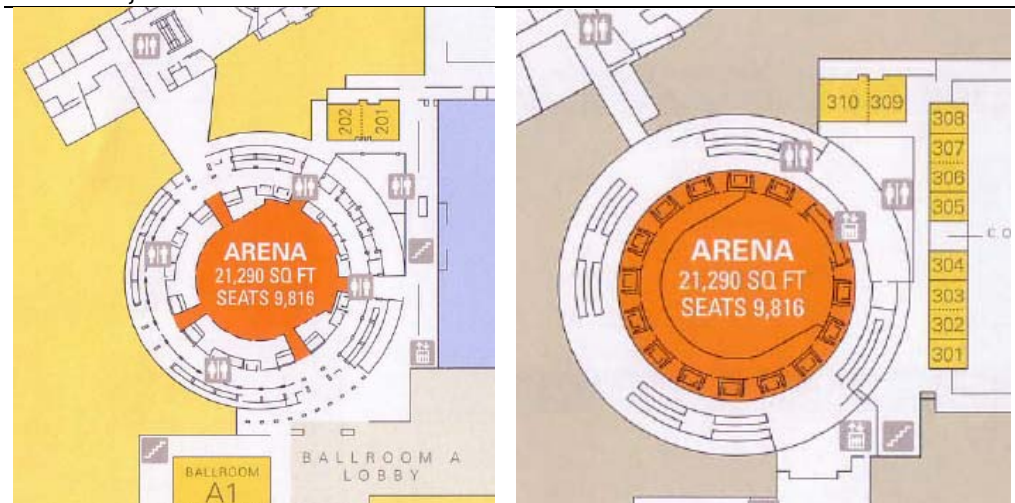 202
201
ARENA
21,290 SQ FT
SEATS 9,816
BALLROOM A
LOBBY
BALLROOM
A1
310 309
308
307
306
305
ARENA
21,290 SQ FT
SEATS 9,816
C O
304
303
302
301